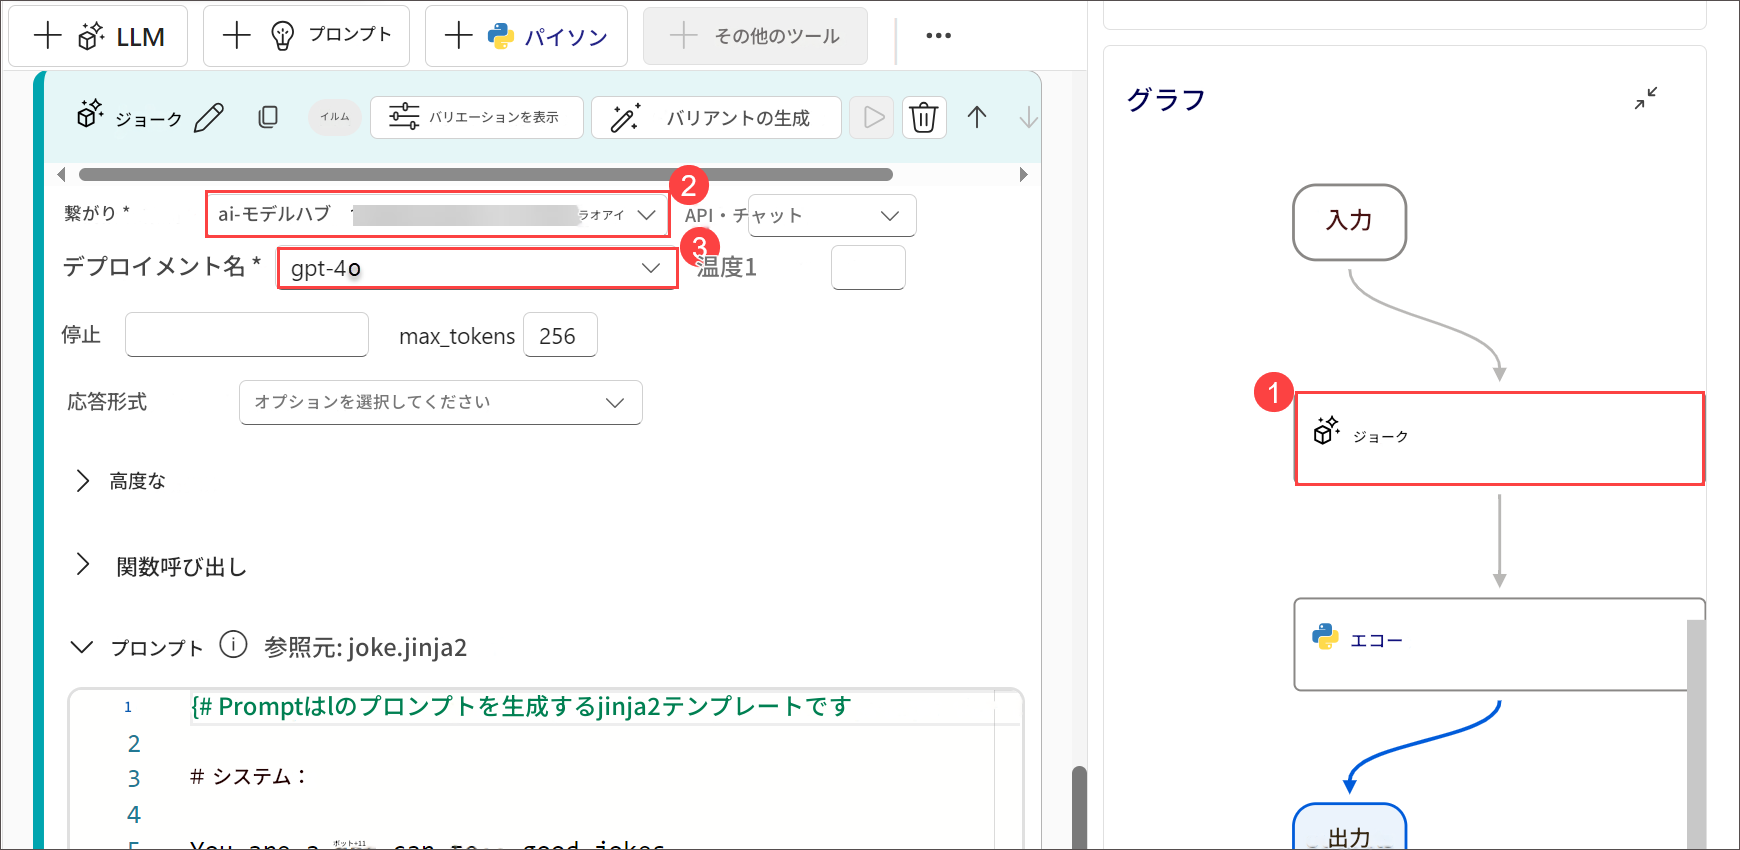 LLM
プロンプト
パイソン
その他のツール
ジョーク
イルム
バリエーションを表示
バリアントの生成
繋がり *
ai-モデルハブ
ラオアイ
2
API・チャット
デプロイメント名 *
gpt-4o
3
温度1
停止
max_tokens
256
応答形式
オプションを選択してください
高度な
関数呼び出し
プロンプト
参照元: joke.jinja2
1
{# Promptはlのプロンプトを生成するjinja2テンプレートです
2
3
# システム：
4
5
You are a
can
good jokes
グラフ
入力
1
ジョーク
エコー
出力